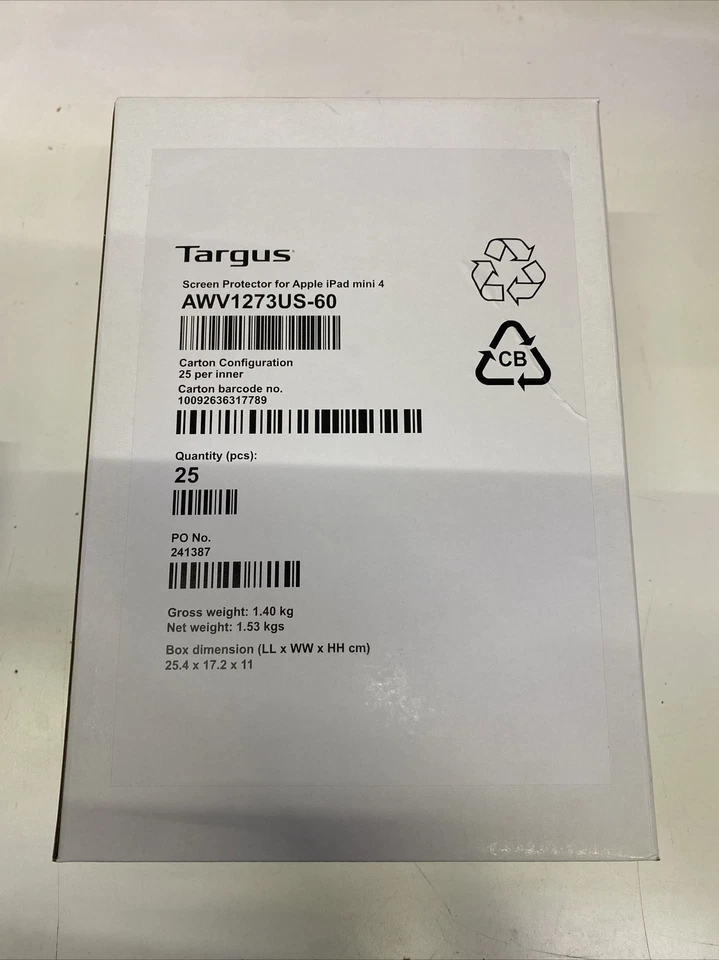 Targus
Screen Protector for Apple iPad mini 4
AWV1273US-60
Carton Configuration
25 per inner
Carton barcode no.
10092636317789
Quantity (pcs):
25
PO No.
241387
Gross weight: 1.40 kg
Net weight: 1.53 kgs
Box dimension (LL x WW x HH cm)
25.4 x 17.2 x 11
CB